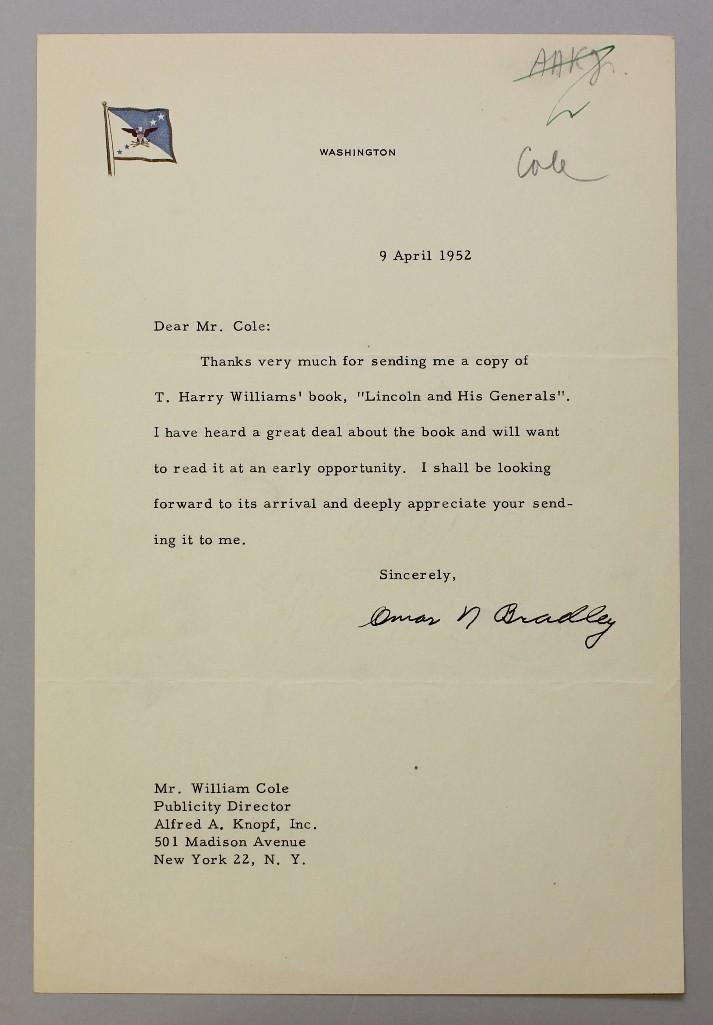 AAKJr.
WASHINGTON
Cole
9 April 1952
Dear Mr. Cole:
Thanks very much for sending me a copy of
T. Harry Williams' book, "Lincoln and His Generals".
I have heard a great deal about the book and will want
to read it at an early opportunity. I shall be looking
forward to its arrival and deeply appreciate your send-
ing it to me.
Sincerely,
Omar N Bradley
Mr. William Cole
Publicity Director
Alfred A. Knopf, Inc.
501 Madison Avenue
New York 22, N. Y.